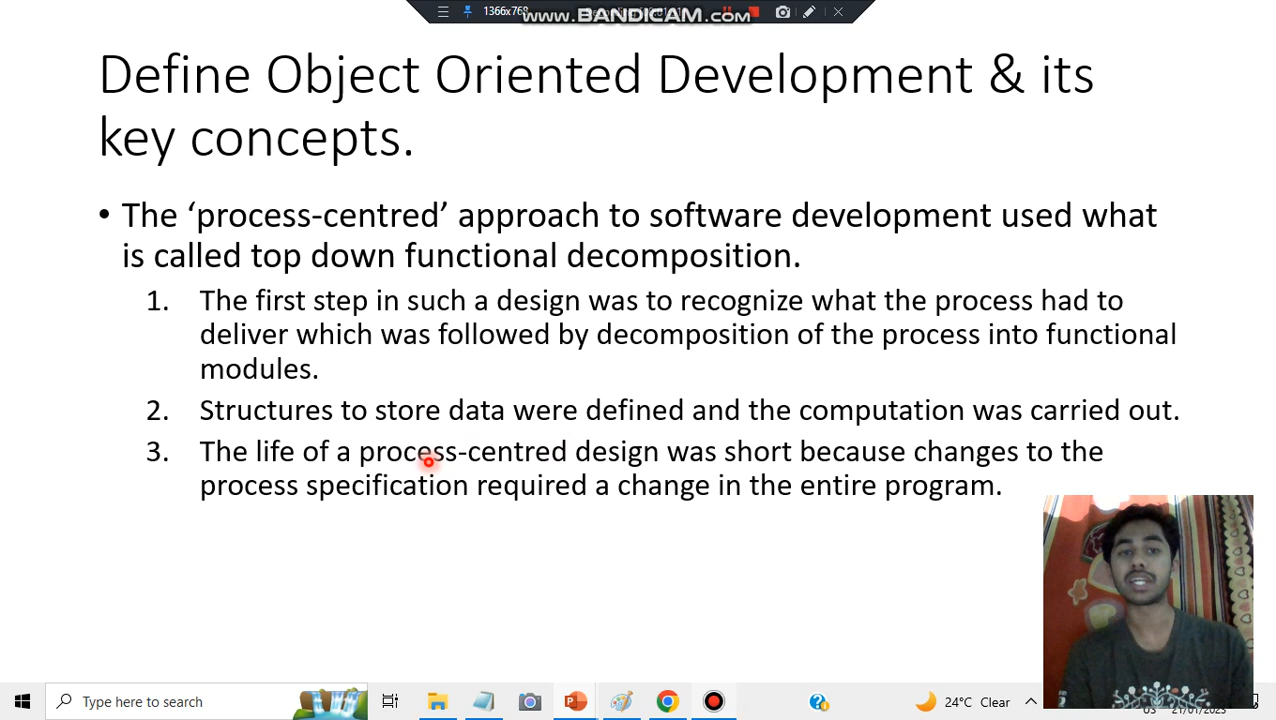 1366x768
www.BANDICAM.com
Define Object Oriented Development & its
key concepts.
• The ‘process-centred’ approach to software development used what
is called top down functional decomposition.
1. The first step in such a design was to recognize what the process had to
deliver which was followed by decomposition of the process into functional
modules.
2. Structures to store data were defined and the computation was carried out.
3. The life of a process-centred design was short because changes to the
process specification required a change in the entire program.
Type here to search
24°C Clear
21/01/2023